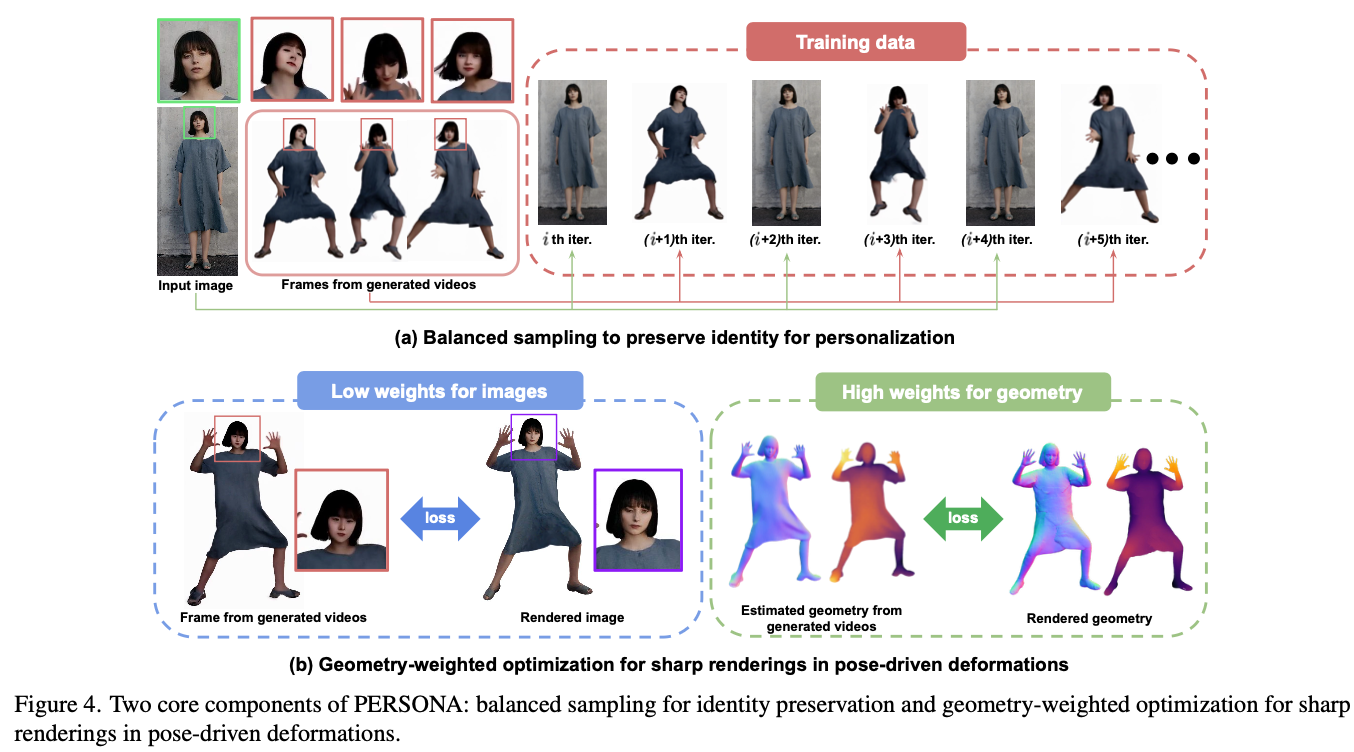 Training data
i th iter.
(i+1)th iter.
(i+2)th iter.
(i+3)th iter.
(i+4)th iter.
(i+5)th iter.
Input image
Frames from generated videos
(a) Balanced sampling to preserve identity for personalization
Low weights for images
High weights for geometry
loss
loss
Frame from generated videos
Rendered image
Estimated geometry from
generated videos
Rendered geometry
(b) Geometry-weighted optimization for sharp renderings in pose-driven deformations
Figure 4. Two core components of PERSONA: balanced sampling for identity preservation and geometry-weighted optimization for sharp
renderings in pose-driven deformations.